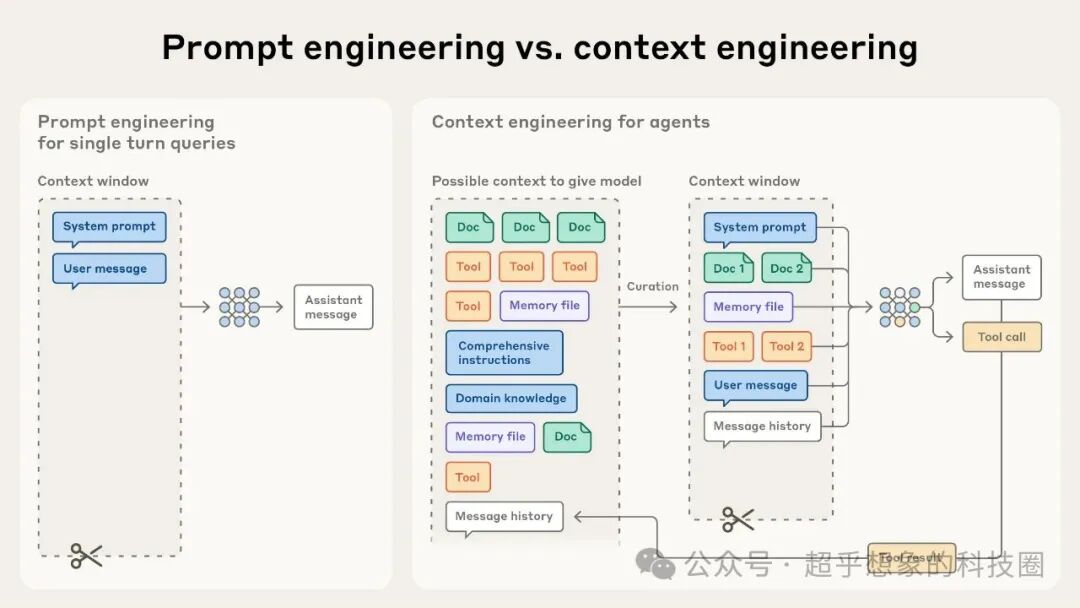 Prompt engineering vs. context engineering
Prompt engineering
for single turn queries
Context window
System prompt
User message
Assistant
message
Context engineering for agents
Possible context to give model
Doc
Doc
Doc
Tool
Tool
Tool
Tool
Memory file
Comprehensive
instructions
Domain knowledge
Memory file
Doc
Tool
Message history
Curation
Context window
System prompt
Doc 1
Doc 2
Memory file
Tool 1
Tool 2
User message
Message history
Assistant
message
Tool call
Tool result
公众号 · 超乎想象的科技圈